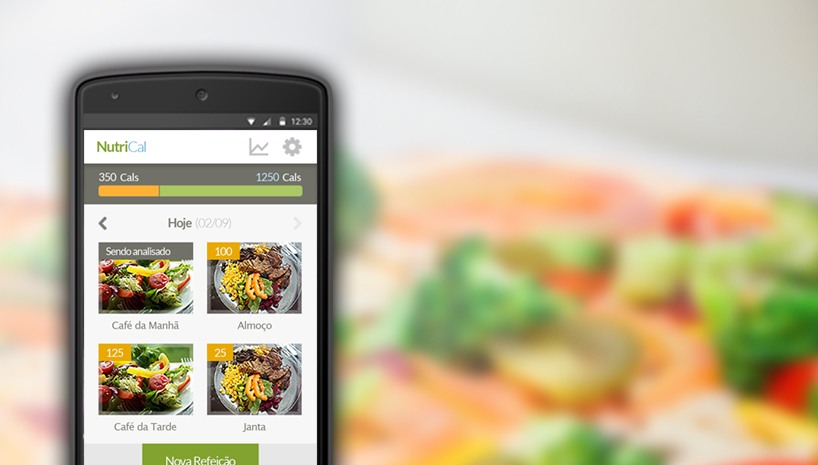 12:30
NutriCal
350 Cals 1250 Cals
Hoje (02/09)
Sendo analisado 100
Café da Manhã Almoço
125 25
Café da Tarde Janta
Nova Refeição